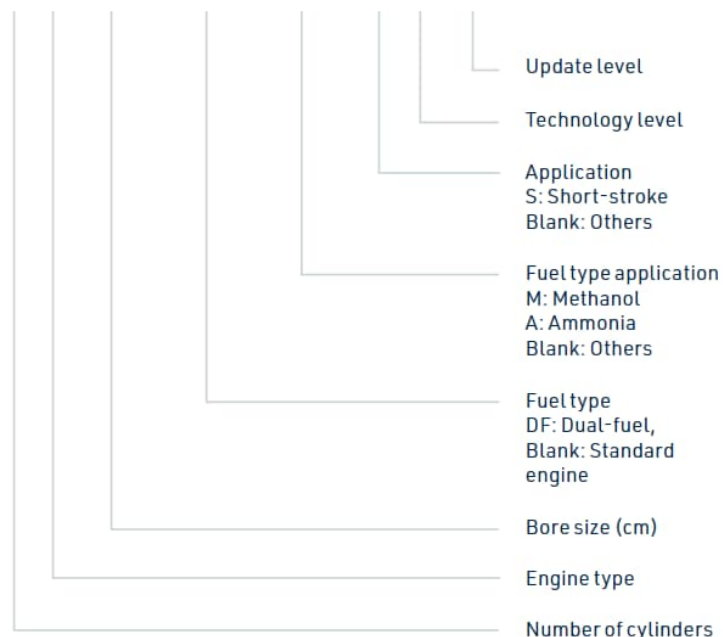 Update level
Technology level
Application
S: Short-stroke
Blank: Others
Fuel type application
M: Methanol
A: Ammonia
Blank: Others
Fuel type
DF: Dual-fuel,
Blank: Standard
engine
Bore size (cm)
Engine type
Number of cylinders